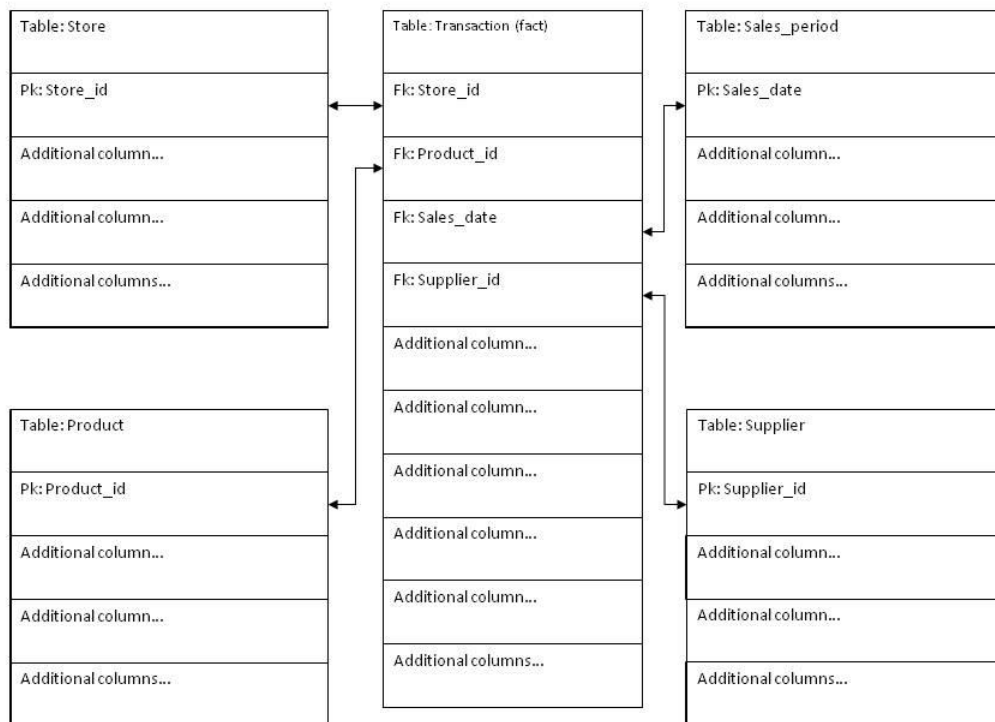 Table: Store
Pk: Store_id
Additional column...
Additional column...
Additional columns...
Table: Transaction (fact)
Fk: Store_id
Fk: Product_id
Fk: Sales_date
Fk: Supplier_id
Additional column...
Additional column...
Additional column...
Additional column...
Additional column...
Additional columns...
Table: Sales_period
Pk: Sales_date
Additional column...
Additional column...
Additional columns...
Table: Product
Pk: Product_id
Additional column...
Additional column...
Additional columns...
Table: Supplier
Pk: Supplier_id
Additional column...
Additional column...
Additional columns...